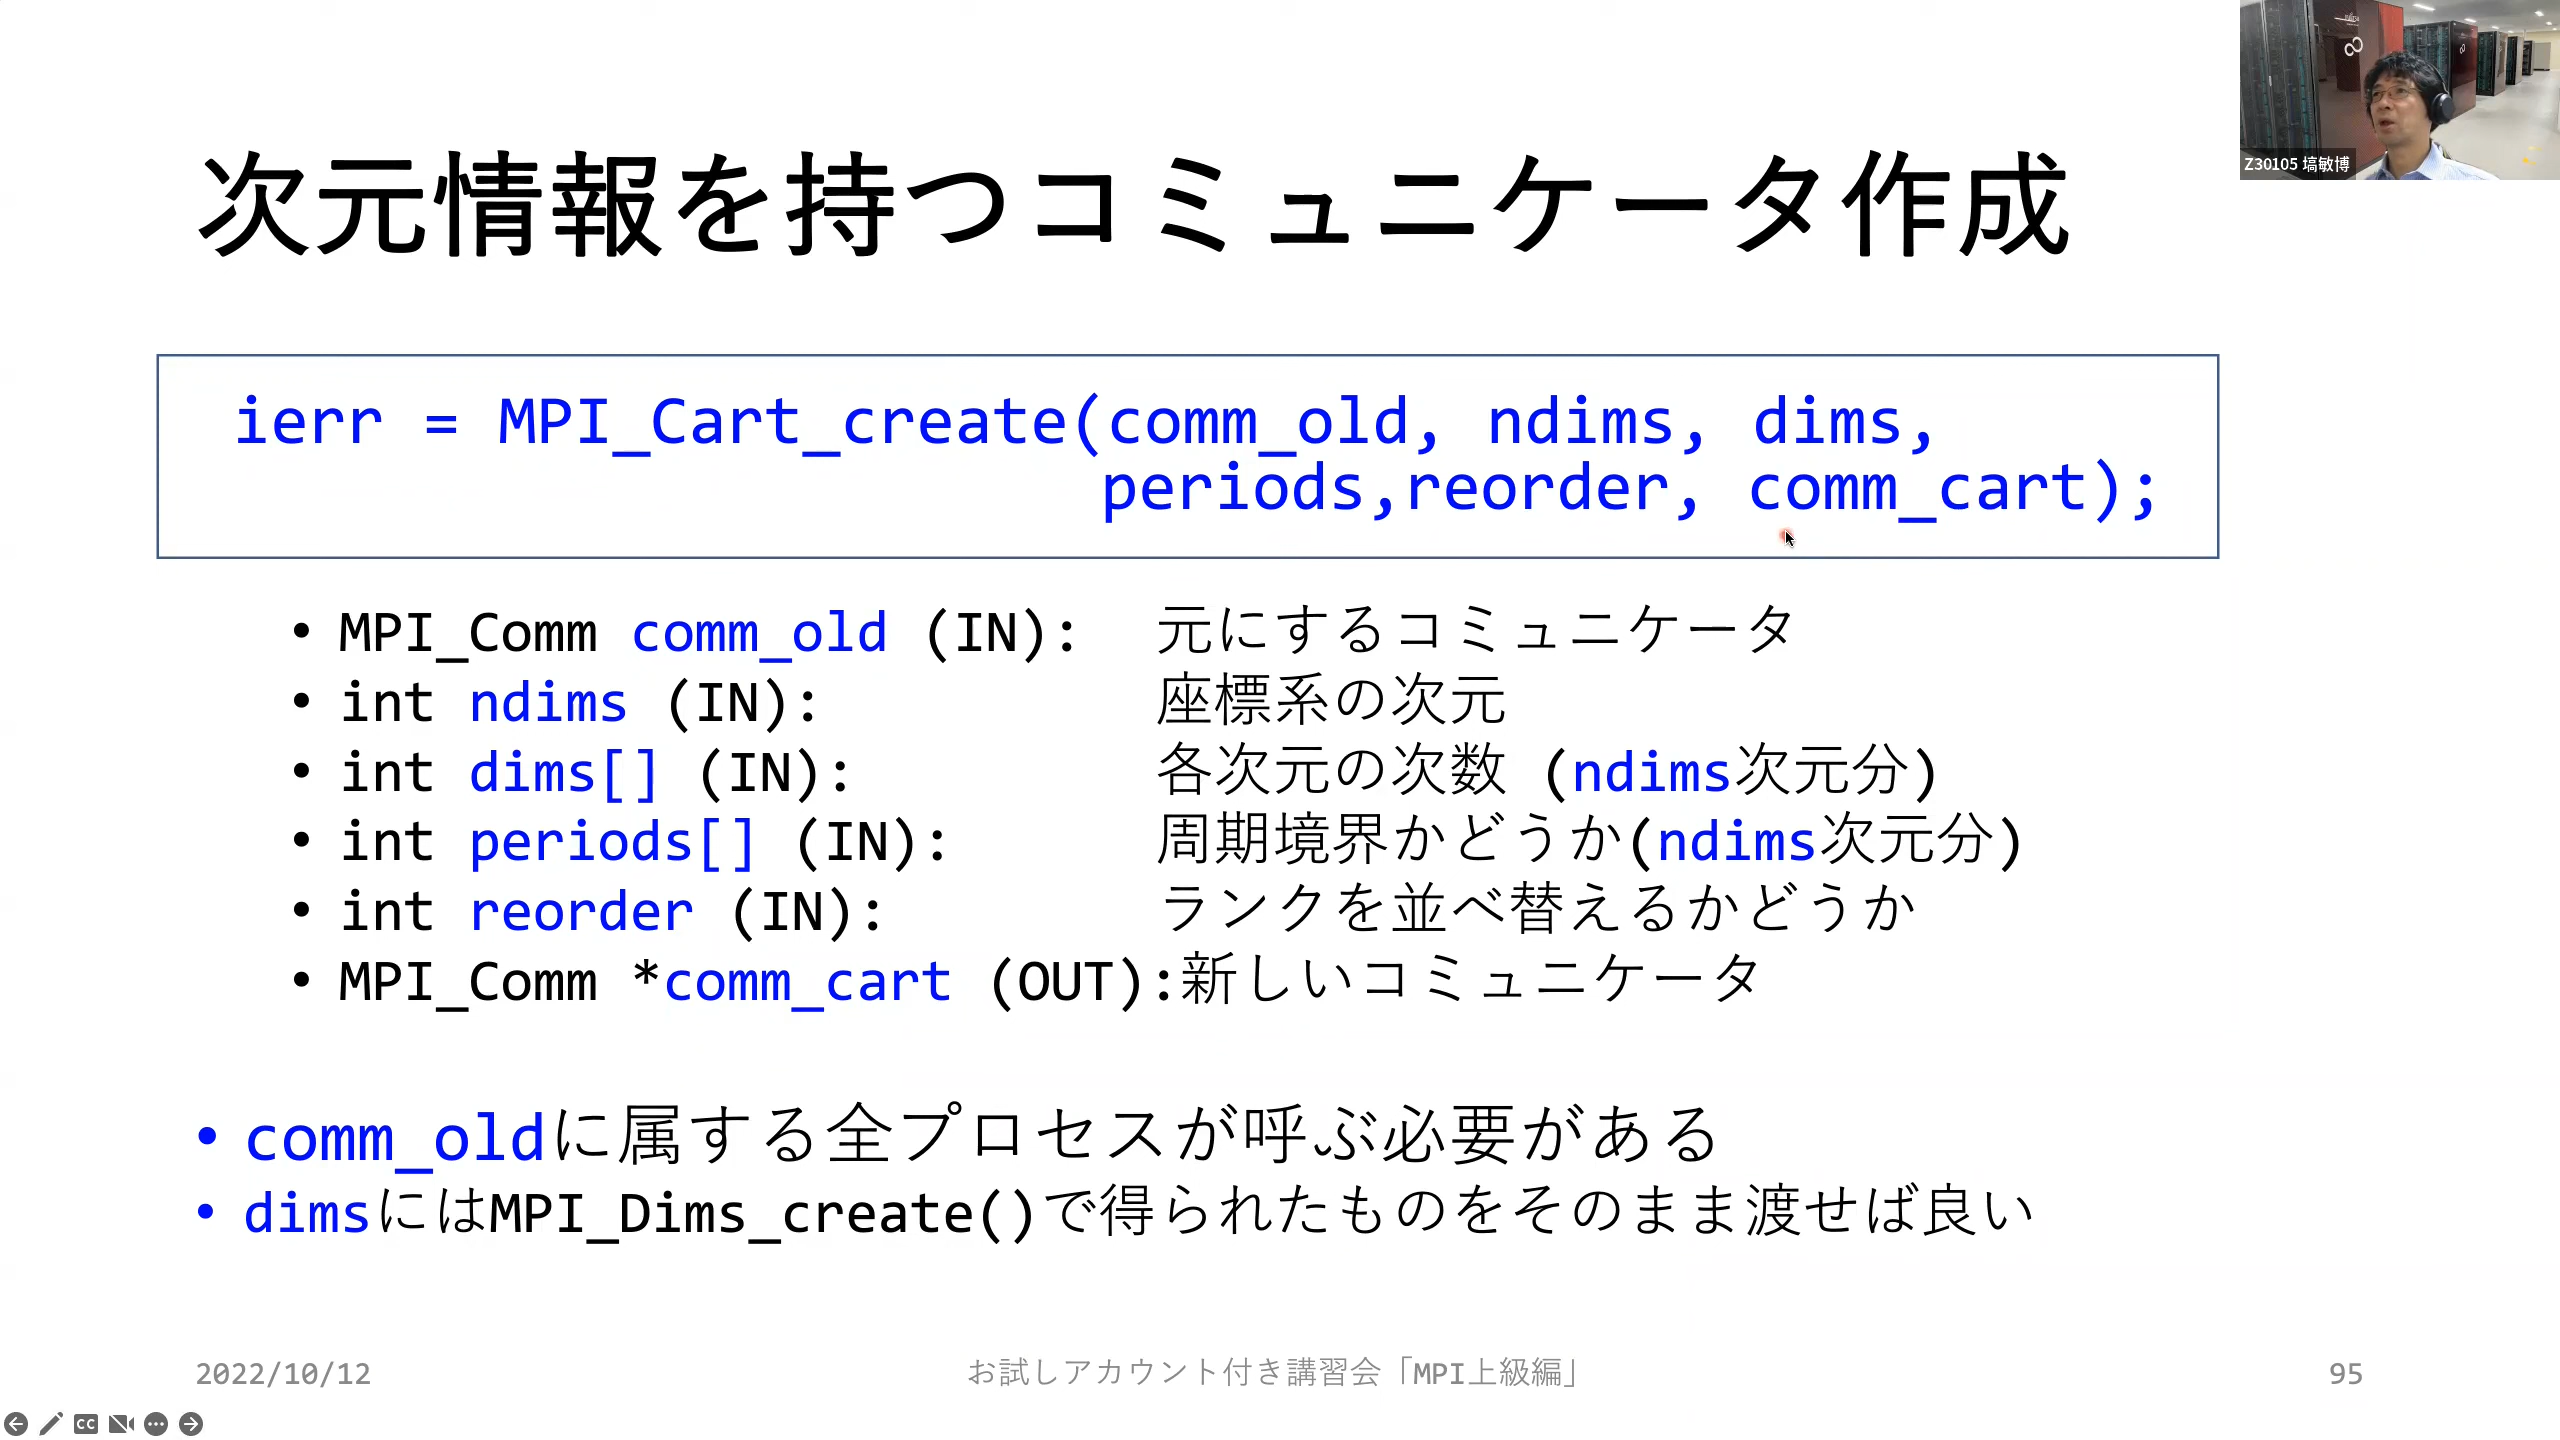 次元情報を持つコミュニケータ作成
Z30105 塙敏博
ierr = MPI_Cart_create(comm_old, ndims, dims,
periods,reorder, comm_cart);
• MPI_Comm comm_old (IN): 元にするコミュニケータ
• int ndims (IN): 座標系の次元
• int dims[] (IN): 各次元の次数 (ndims次元分)
• int periods[] (IN): 周期境界かどうか(ndims次元分)
• int reorder (IN): ランクを並べ替えるかどうか
• MPI_Comm *comm_cart (OUT):新しいコミュニケータ
• comm_oldに属する全プロセスが呼ぶ必要がある
• dimsにはMPI_Dims_create()で得られたものをそのまま渡せば良い
2022/10/12 お試しアカウント付き講習会「MPI上級編」 95
CC